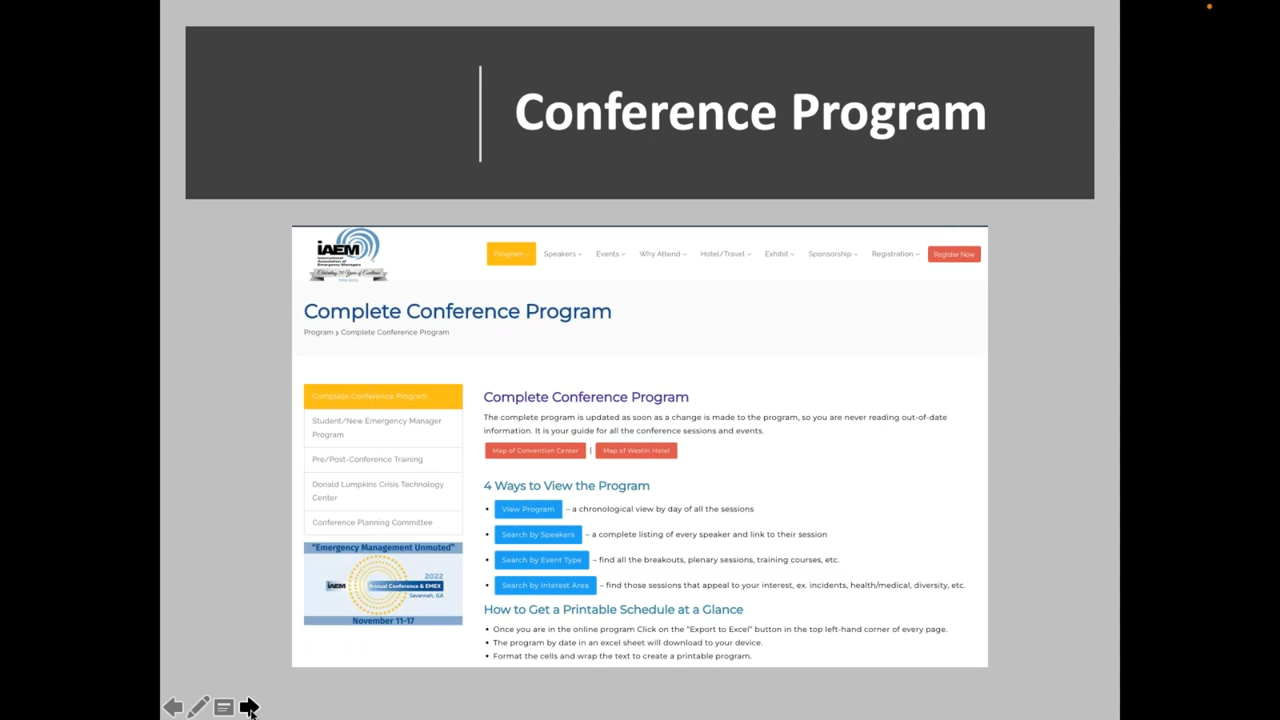 Conference Program
iAEM
International
Association of
Emergency Managers
Celebrating 70 Years of Excellence
Program
Speakers
Events
Why Attend
Hotel/Travel
Exhibit
Sponsorship
Registration
Register Now
Complete Conference Program
Program > Complete Conference Program
Complete Conference Program
Student/New Emergency Manager
Program
Pre/Post-Conference Training
Donald Lumpkins Crisis Technology
Center
Conference Planning Committee
"Emergency Management Unmuted"
2022
iAEM
Annual Conference & EMEX
Savannah, GA
November 11-17
Complete Conference Program
The complete program is updated as soon as a change is made to the program, so you are never reading out-of-date
information. It is your guide for all the conference sessions and events.
Map of Convention Center | Map of Westin Hotel
4 Ways to View the Program
• View Program – a chronological view by day of all the sessions
• Search by Speakers – a complete listing of every speaker and link to their session
• Search by Event Type – find all the breakouts, plenary sessions, training courses, etc.
• Search by Interest Area – find those sessions that appeal to your interest, ex. incidents, health/medical, diversity, etc.
How to Get a Printable Schedule at a Glance
• Once you are in the online program Click on the "Export to Excel" button in the top left-hand corner of every page.
• The program by date in an excel sheet will download to your device.
• Format the cells and wrap the text to create a printable program.